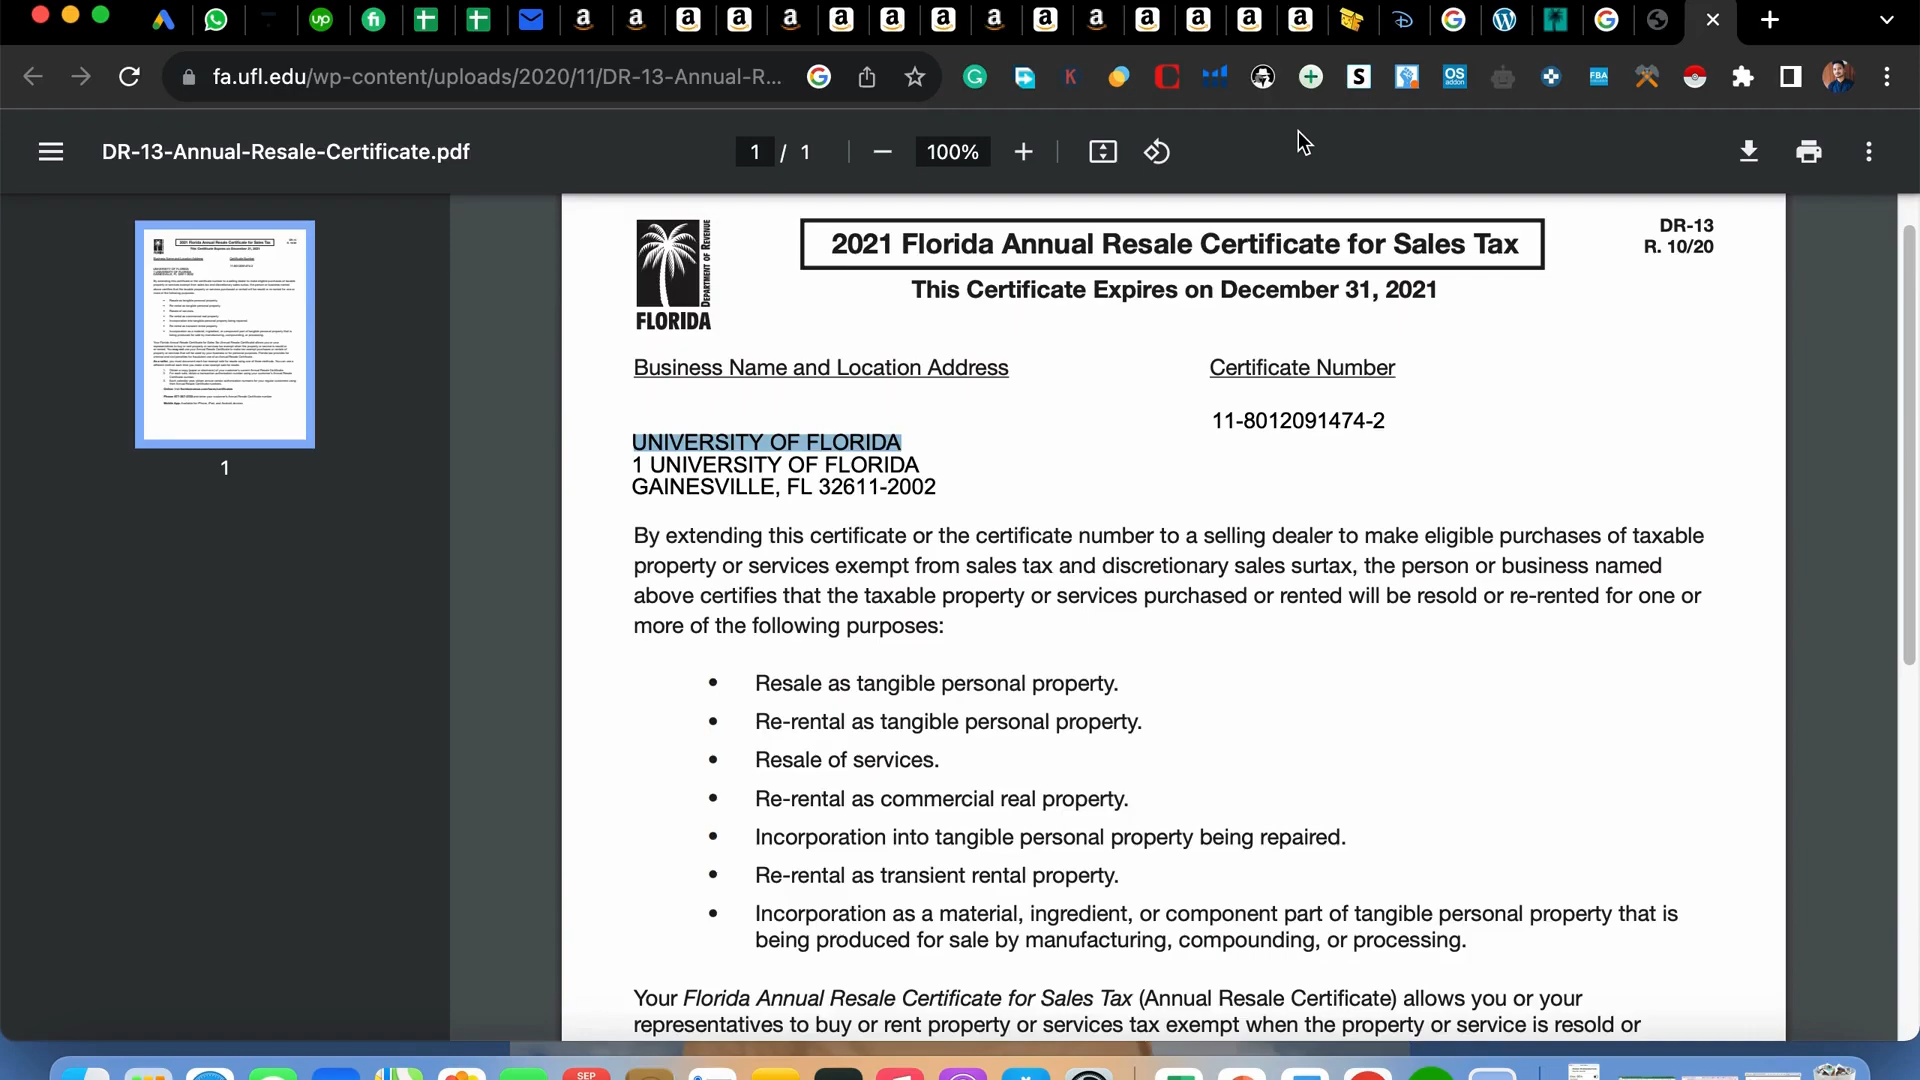 fa.ufl.edu/wp-content/uploads/2020/11/DR-13-Annual-R...
DR-13-Annual-Resale-Certificate.pdf
1 / 1
100%
1
DEPARTMENT OF REVENUE
FLORIDA
2021 Florida Annual Resale Certificate for Sales Tax
This Certificate Expires on December 31, 2021
DR-13
R. 10/20
Business Name and Location Address
Certificate Number
11-8012091474-2
UNIVERSITY OF FLORIDA
1 UNIVERSITY OF FLORIDA
GAINESVILLE, FL 32611-2002
By extending this certificate or the certificate number to a selling dealer to make eligible purchases of taxable
property or services exempt from sales tax and discretionary sales surtax, the person or business named
above certifies that the taxable property or services purchased or rented will be resold or re-rented for one or
more of the following purposes:
• Resale as tangible personal property.
• Re-rental as tangible personal property.
• Resale of services.
• Re-rental as commercial real property.
• Incorporation into tangible personal property being repaired.
• Re-rental as transient rental property.
• Incorporation as a material, ingredient, or component part of tangible personal property that is
being produced for sale by manufacturing, compounding, or processing.
Your Florida Annual Resale Certificate for Sales Tax (Annual Resale Certificate) allows you or your
representatives to buy or rent property or services tax exempt when the property or service is resold or
SEP